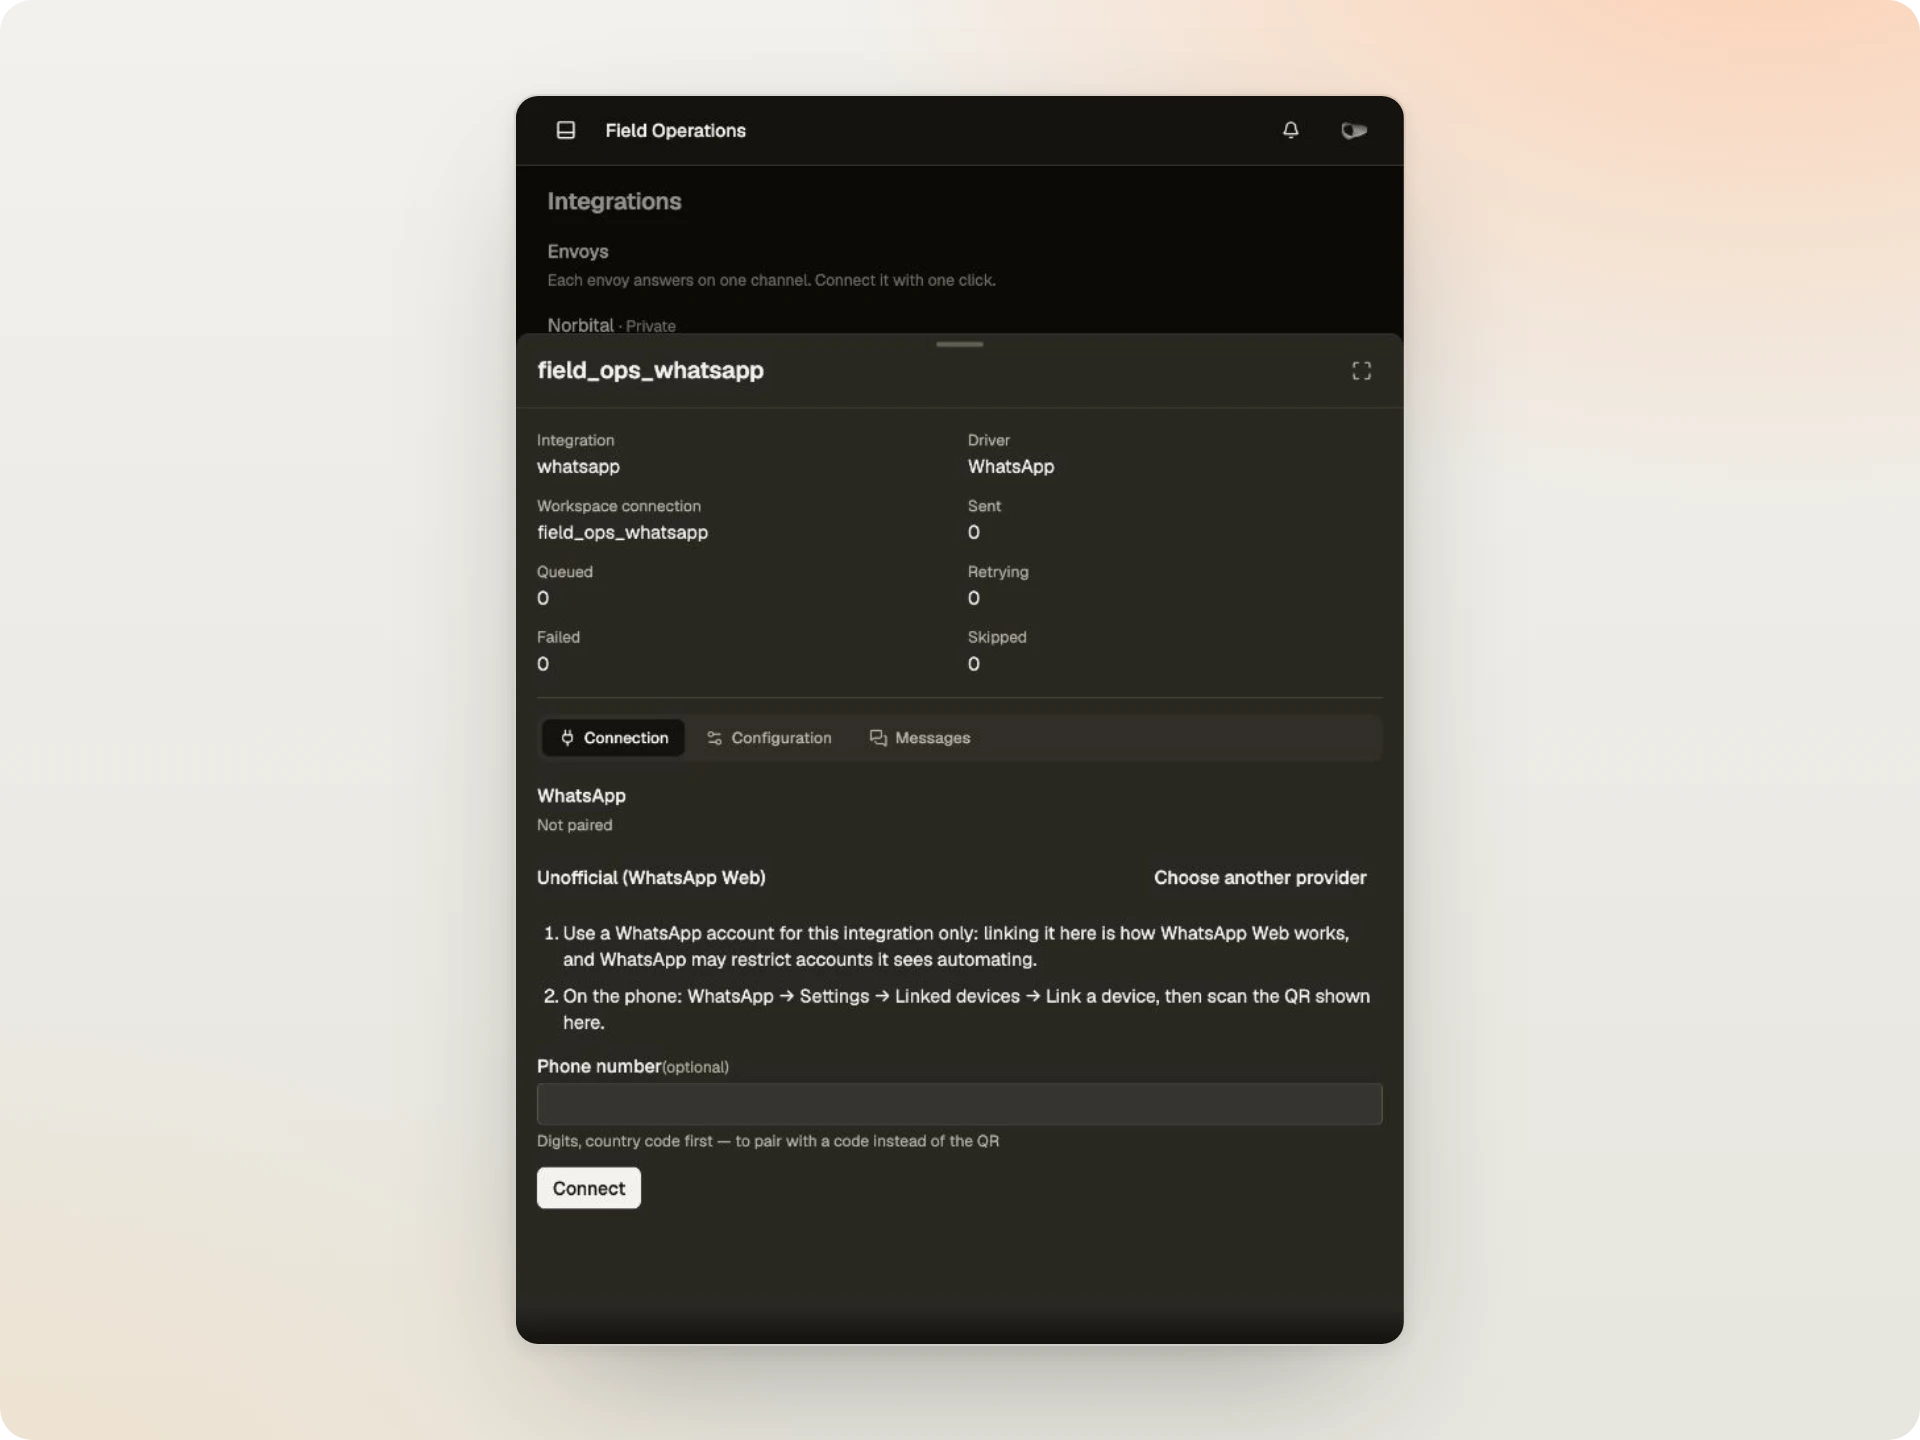 Field Operations
Integrations
Envoys
Each envoy answers on one channel. Connect it with one click.
Norbital · Private
field_ops_whatsapp
Integration
whatsapp
Driver
WhatsApp
Workspace connection
field_ops_whatsapp
Sent
0
Queued
0
Retrying
0
Failed
0
Skipped
0
Connection
Configuration
Messages
WhatsApp
Not paired
Unofficial (WhatsApp Web)
Choose another provider
1. Use a WhatsApp account for this integration only: linking it here is how WhatsApp Web works,
and WhatsApp may restrict accounts it sees automating.
2. On the phone: WhatsApp → Settings → Linked devices → Link a device, then scan the QR shown
here.
Phone number(optional)
Digits, country code first — to pair with a code instead of the QR
Connect